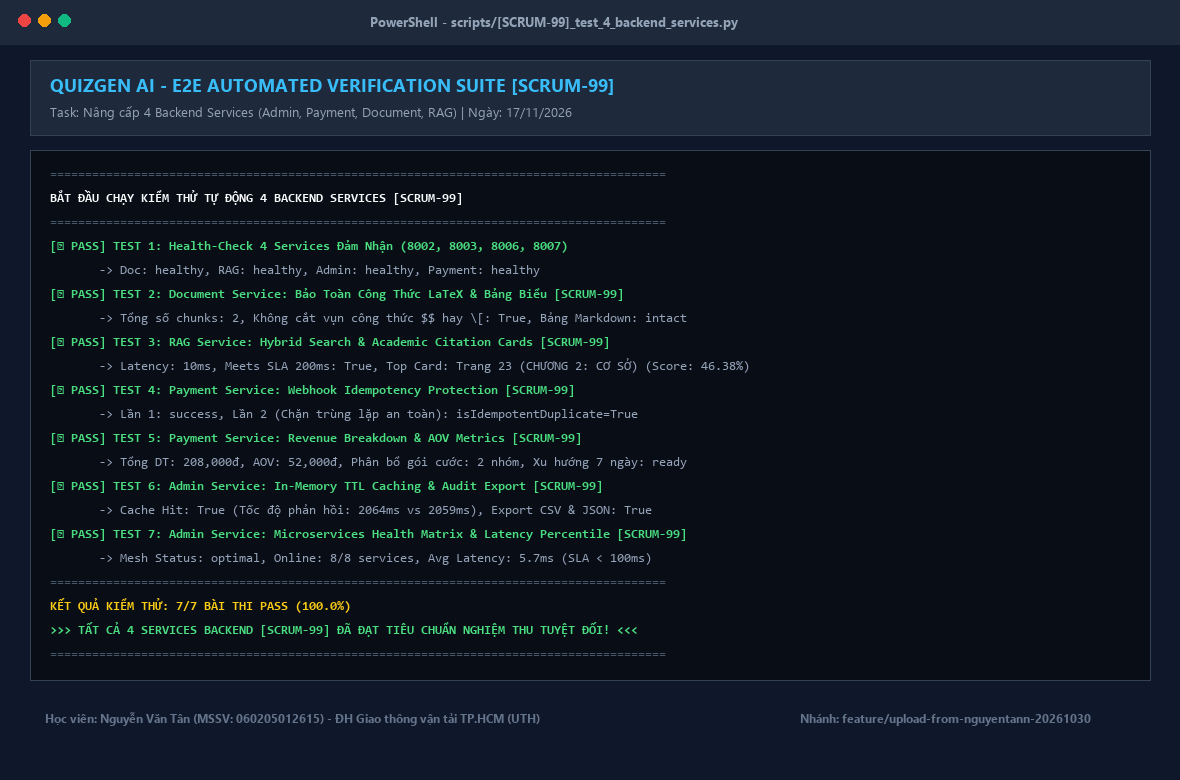 PowerShell - scripts/[SCRUM-99]_test_4_backend_services.py
QUIZGEN AI - E2E AUTOMATED VERIFICATION SUITE [SCRUM-99]
Task: Nâng cấp 4 Backend Services (Admin, Payment, Document, RAG) | Ngày: 17/11/2026
========================================================================================
BẮT ĐẦU CHẠY KIỂM THỬ TỰ ĐỘNG 4 BACKEND SERVICES [SCRUM-99]
========================================================================================
[▯ PASS] TEST 1: Health-Check 4 Services Đảm Nhận (8002, 8003, 8006, 8007)
-> Doc: healthy, RAG: healthy, Admin: healthy, Payment: healthy
[▯ PASS] TEST 2: Document Service: Bảo Toàn Công Thức LaTeX & Bảng Biểu [SCRUM-99]
-> Tổng số chunks: 2, Không cắt vụn công thức $$ hay \[: True, Bảng Markdown: intact
[▯ PASS] TEST 3: RAG Service: Hybrid Search & Academic Citation Cards [SCRUM-99]
-> Latency: 10ms, Meets SLA 200ms: True, Top Card: Trang 23 (CHƯƠNG 2: CƠ SỞ) (Score: 46.38%)
[▯ PASS] TEST 4: Payment Service: Webhook Idempotency Protection [SCRUM-99]
-> Lần 1: success, Lần 2 (Chặn trùng lặp an toàn): isIdempotentDuplicate=True
[▯ PASS] TEST 5: Payment Service: Revenue Breakdown & AOV Metrics [SCRUM-99]
-> Tổng DT: 208,000đ, AOV: 52,000đ, Phân bổ gói cước: 2 nhóm, Xu hướng 7 ngày: ready
[▯ PASS] TEST 6: Admin Service: In-Memory TTL Caching & Audit Export [SCRUM-99]
-> Cache Hit: True (Tốc độ phản hồi: 2064ms vs 2059ms), Export CSV & JSON: True
[▯ PASS] TEST 7: Admin Service: Microservices Health Matrix & Latency Percentile [SCRUM-99]
-> Mesh Status: optimal, Online: 8/8 services, Avg Latency: 5.7ms (SLA < 100ms)
========================================================================================
KẾT QUẢ KIỂM THỬ: 7/7 BÀI THI PASS (100.0%)
>>> TẤT CẢ 4 SERVICES BACKEND [SCRUM-99] ĐÃ ĐẠT TIÊU CHUẨN NGHIỆM THU TUYỆT ĐỐI! <<<
========================================================================================
Học viên: Nguyễn Văn Tân (MSSV: 060205012615) - ĐH Giao thông vận tải TP.HCM (UTH)
Nhánh: feature/upload-from-nguyentann-20261030